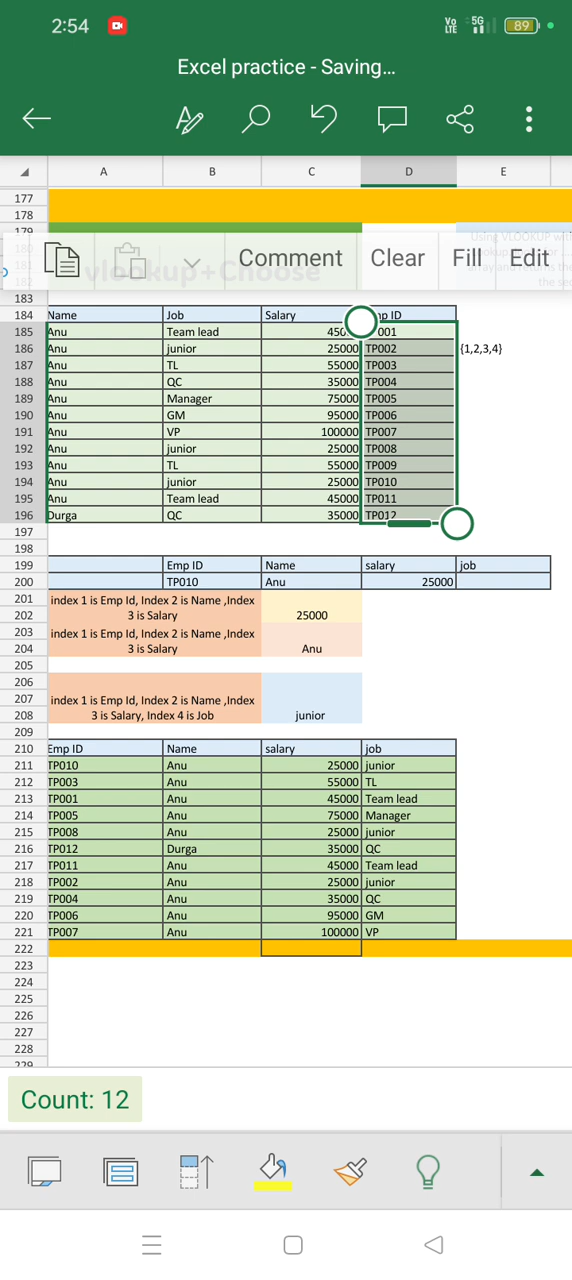 2:54 Vo LTE 5G 89
Excel practice - Saving...
A B C D E
177
178
179
Using VLOOKUP with
Comment Clear Fill Edit
vlookup+Choose
183
184 Name Job Salary Emp ID
185 Anu Team lead 001
186 Anu junior 25000 TP002 {1,2,3,4}
187 Anu TL 55000 TP003
188 Anu QC 35000 TP004
189 Anu Manager 75000 TP005
190 Anu GM 95000 TP006
191 Anu VP 100000 TP007
192 Anu junior 25000 TP008
193 Anu TL 55000 TP009
194 Anu junior 25000 TP010
195 Anu Team lead 45000 TP011
196 Durga QC 35000 TP012
197
198
199 Emp ID Name salary job
200 TP010 Anu 25000
201 index 1 is Emp Id, Index 2 is Name ,Index
202 3 is Salary 25000
203 index 1 is Emp Id, Index 2 is Name ,Index
204 3 is Salary Anu
205
206
207 index 1 is Emp Id, Index 2 is Name ,Index
208 3 is Salary, Index 4 is Job junior
209
210 Emp ID Name salary job
211 TP010 Anu 25000 junior
212 TP003 Anu 55000 TL
213 TP001 Anu 45000 Team lead
214 TP005 Anu 75000 Manager
215 TP008 Anu 25000 junior
216 TP012 Durga 35000 QC
217 TP011 Anu 45000 Team lead
218 TP002 Anu 25000 junior
219 TP004 Anu 35000 QC
220 TP006 Anu 95000 GM
221 TP007 Anu 100000 VP
222
223
224
225
226
227
228
229
Count: 12